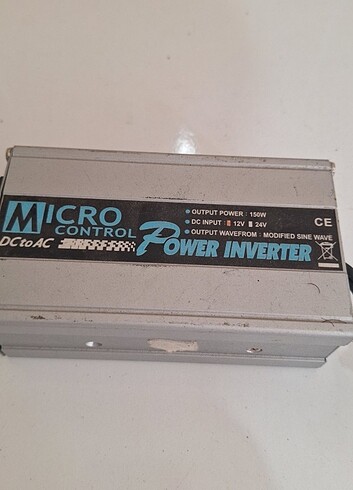 MICRO
CONTROL
DC to AC
OUTPUT POWER : 150W
DC INPUT : 12V 24V
OUTPUT WAVEFROM : MODIFIED SINE WAVE
CE
POWER INVERTER